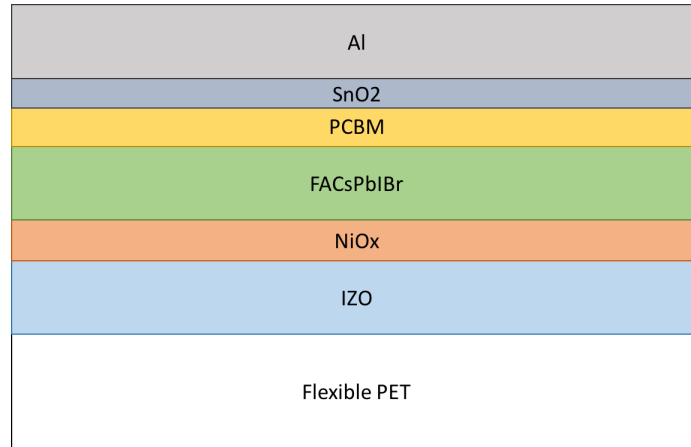 Al
SnO2
PCBM
FACsPbIBr
NiOx
IZO
Flexible PET